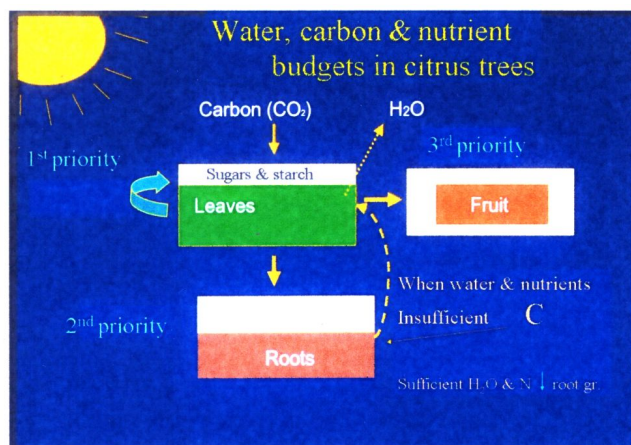 Water, carbon & nutrient
budgets in citrus trees
Carbon (CO₂)
H₂O
1st priority
3rd priority
Sugars & starch
Leaves
Fruit
When water & nutrients
Insufficient C
2nd priority
Roots
Sufficient H₂O & N ↓ root gr.